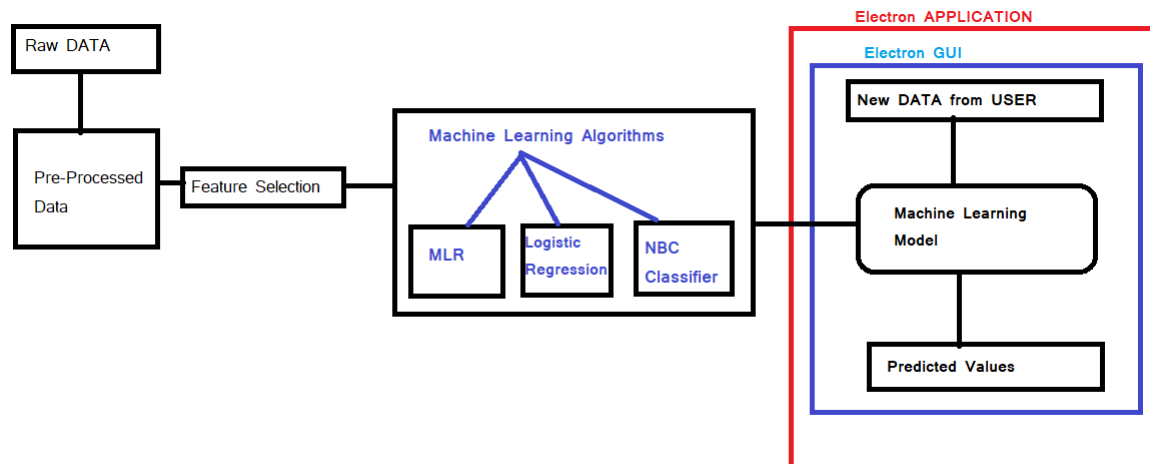 Electron APPLICATION
Raw DATA
Electron GUI
New DATA from USER
Machine Learning Algorithms
Pre-Processed
Data
Feature Selection
MLR
Logistic
Regression
NBC
Classifier
Machine Learning
Model
Predicted Values